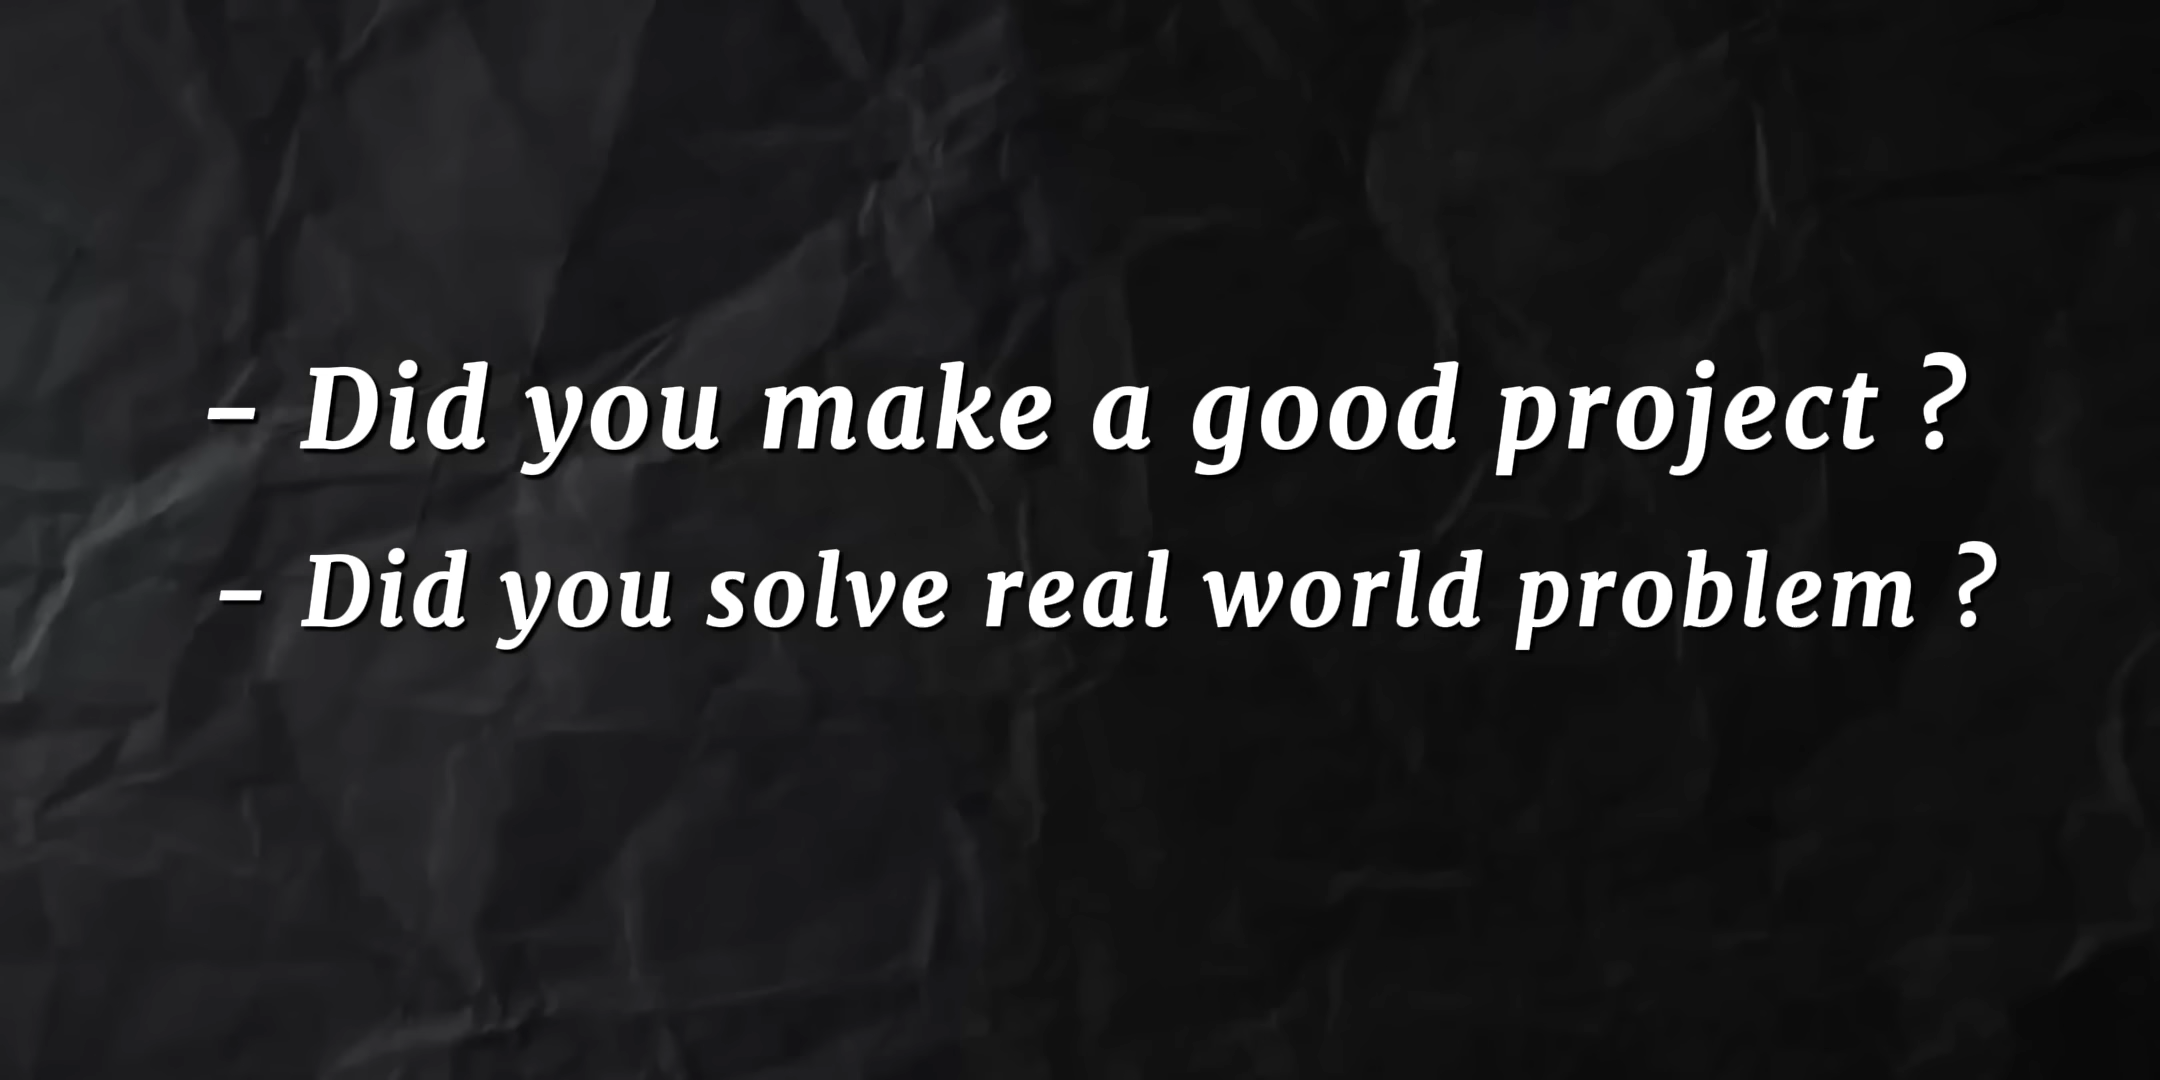 - Did you make a good project ?
- Did you solve real world problem ?